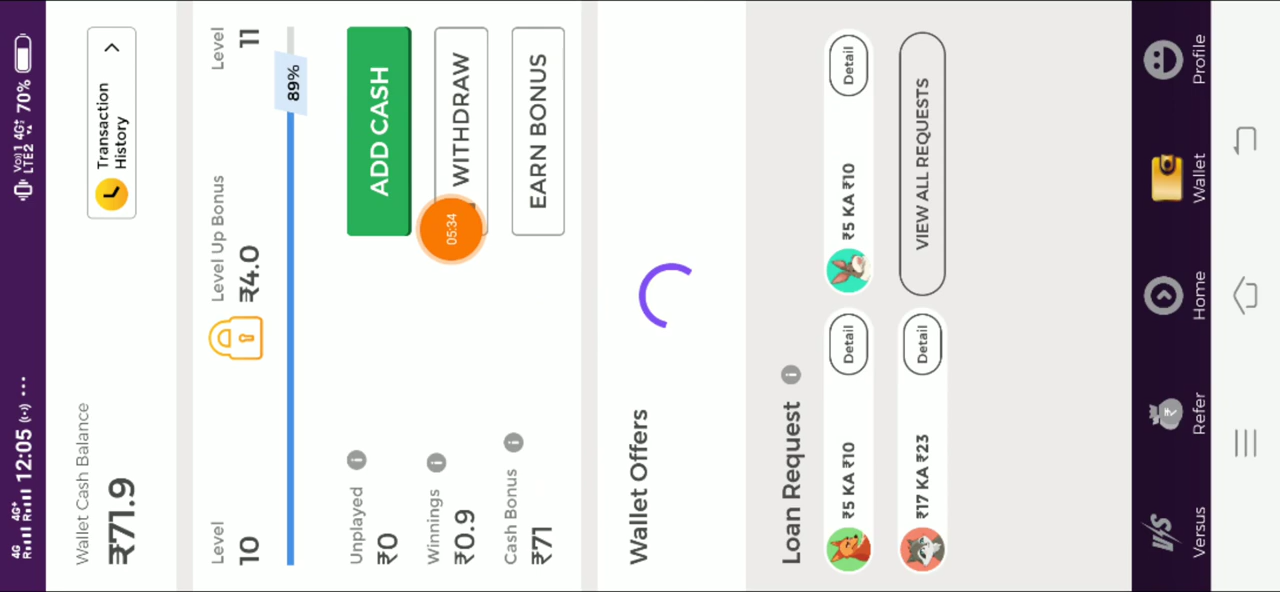 4G 4G+ 12:05 ... Vo)) 4G+ LTE2 70%
Wallet Cash Balance
₹71.9
Transaction
History
Level
10
Level Up Bonus
₹4.0
Level
11
89%
Unplayed
₹0
ADD CASH
Winnings
₹0.9
WITHDRAW
05:34
Cash Bonus
₹71
EARN BONUS
Wallet Offers
Loan Request
₹5 KA ₹10 Detail
₹5 KA ₹10 Detail
₹17 KA ₹23 Detail
VIEW ALL REQUESTS
Versus Refer Home Wallet Profile